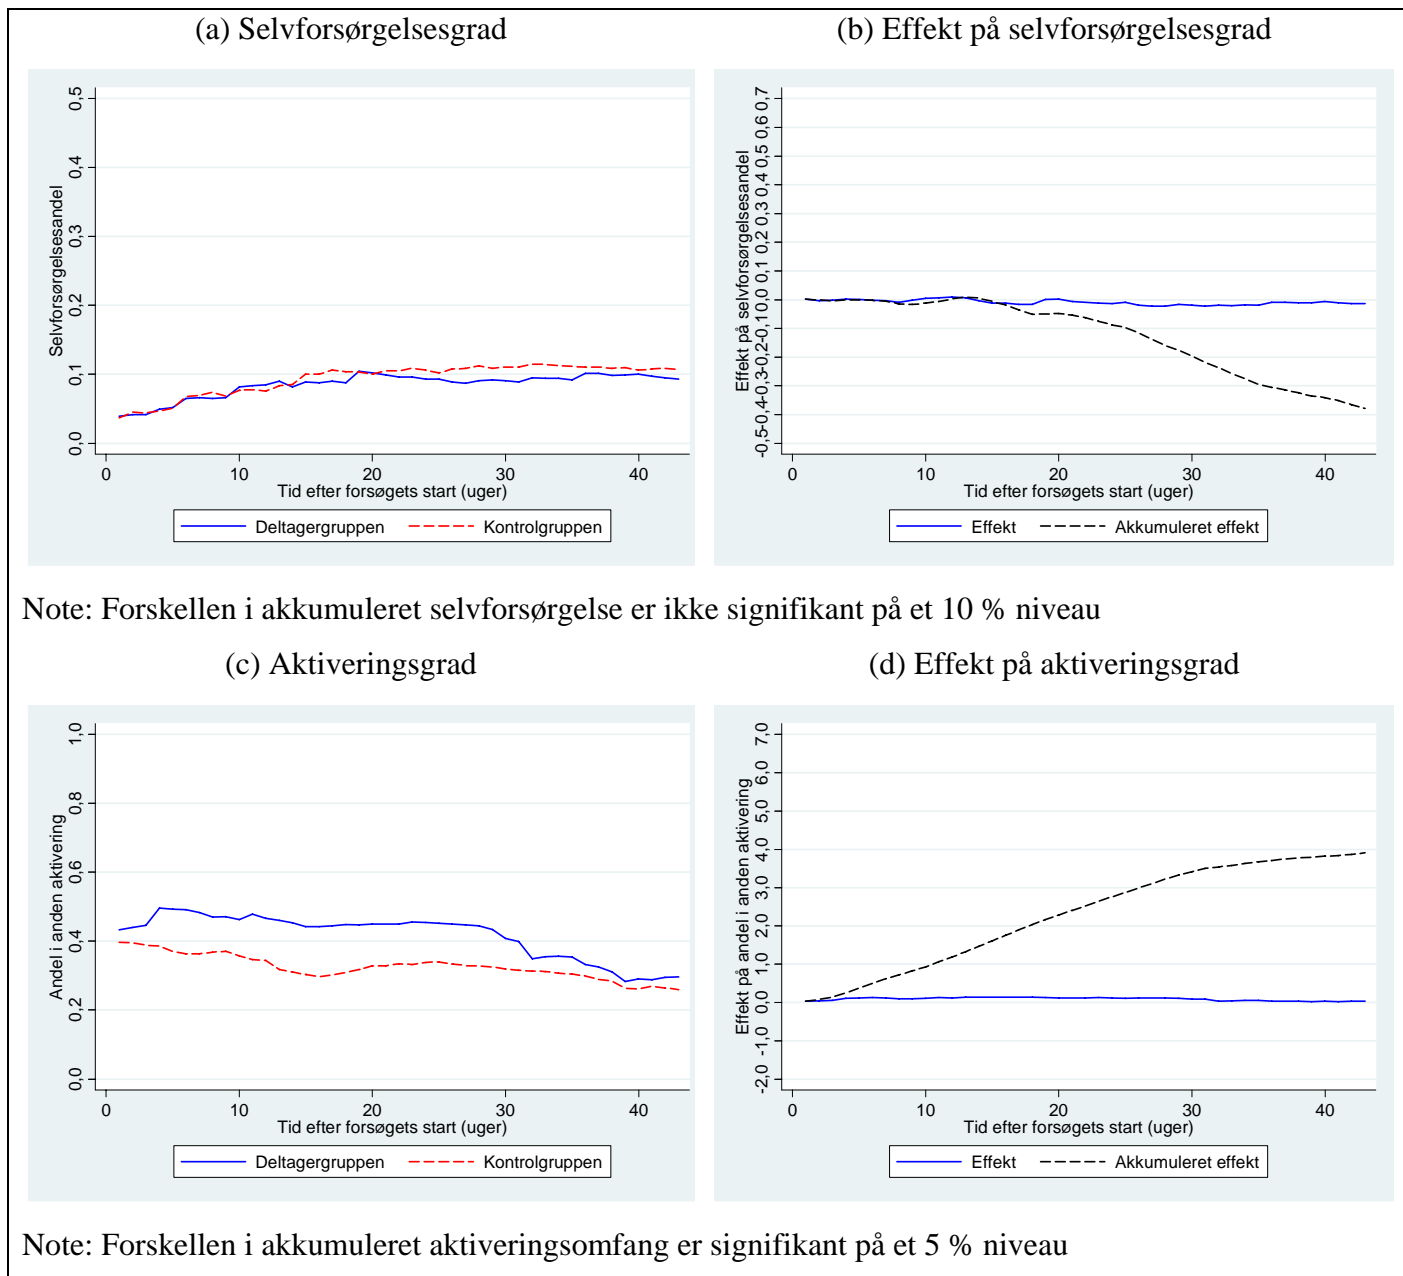 (a) Selvforsørgelsesgrad
(b) Effekt på selvforsørgelsesgrad
Selvforsørgelsesandel
0,5
0,4
0,3
0,2
0,1
0,0
0 10 20 30 40
Tid efter forsøgets start (uger)
Deltagergruppen Kontrolgruppen
Effekt på selvforsørgelsesandel
0,7
0,6
0,5
0,4
0,3
0,2
0,1
0,0
-0,1
-0,2
-0,3
-0,4
-0,5
0 10 20 30 40
Tid efter forsøgets start (uger)
Effekt Akkumuleret effekt
Note: Forskellen i akkumuleret selvforsørgelse er ikke signifikant på et 10 % niveau
(c) Aktiveringsgrad
(d) Effekt på aktiveringsgrad
Andel i anden aktivering
1,0
0,8
0,6
0,4
0,2
0,0
0 10 20 30 40
Tid efter forsøgets start (uger)
Deltagergruppen Kontrolgruppen
Effekt på andel i anden aktivering
7,0
6,0
5,0
4,0
3,0
2,0
1,0
0,0
-1,0
-2,0
0 10 20 30 40
Tid efter forsøgets start (uger)
Effekt Akkumuleret effekt
Note: Forskellen i akkumuleret aktiveringsomfang er signifikant på et 5 % niveau